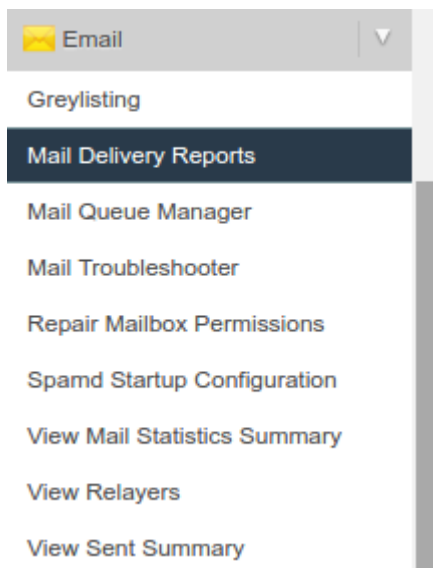 Email
Greylisting
Mail Delivery Reports
Mail Queue Manager
Mail Troubleshooter
Repair Mailbox Permissions
Spamd Startup Configuration
View Mail Statistics Summary
View Relayers
View Sent Summary